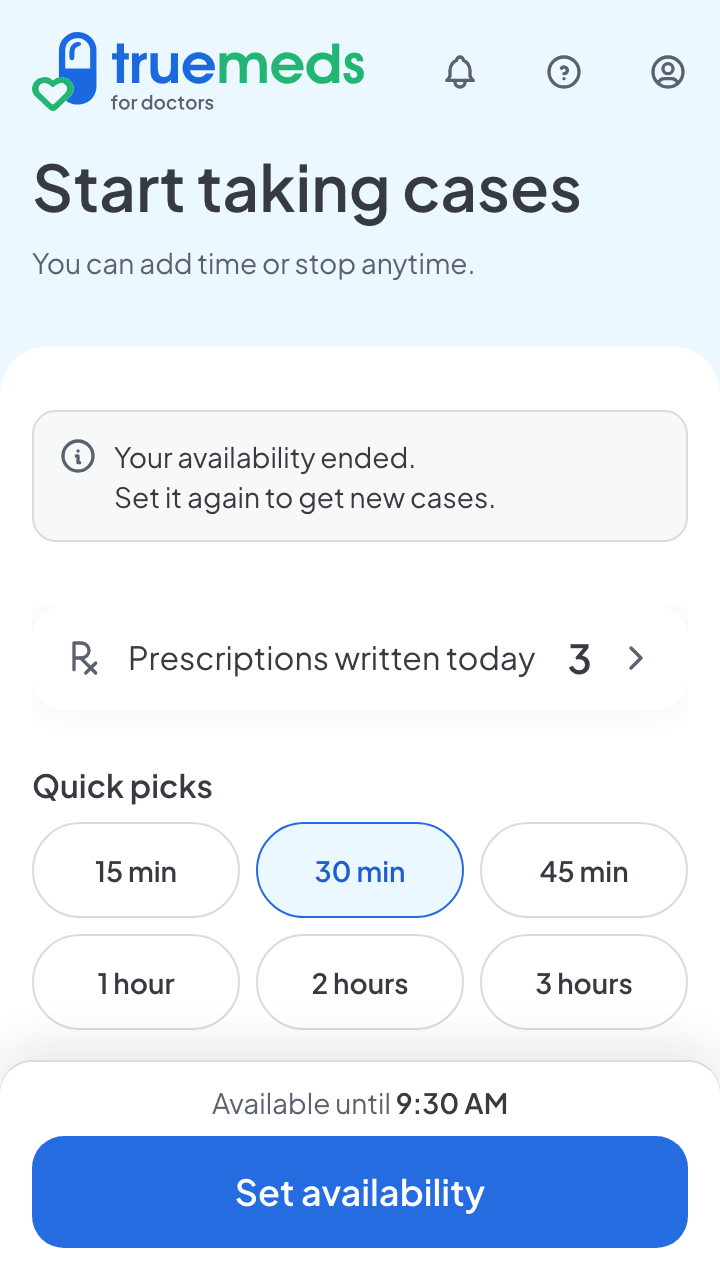 truemeds
for doctors
Start taking cases
You can add time or stop anytime.
Your availability ended.
Set it again to get new cases.
Prescriptions written today 3
Quick picks
15 min 30 min 45 min
1 hour 2 hours 3 hours
Available until 9:30 AM
Set availability